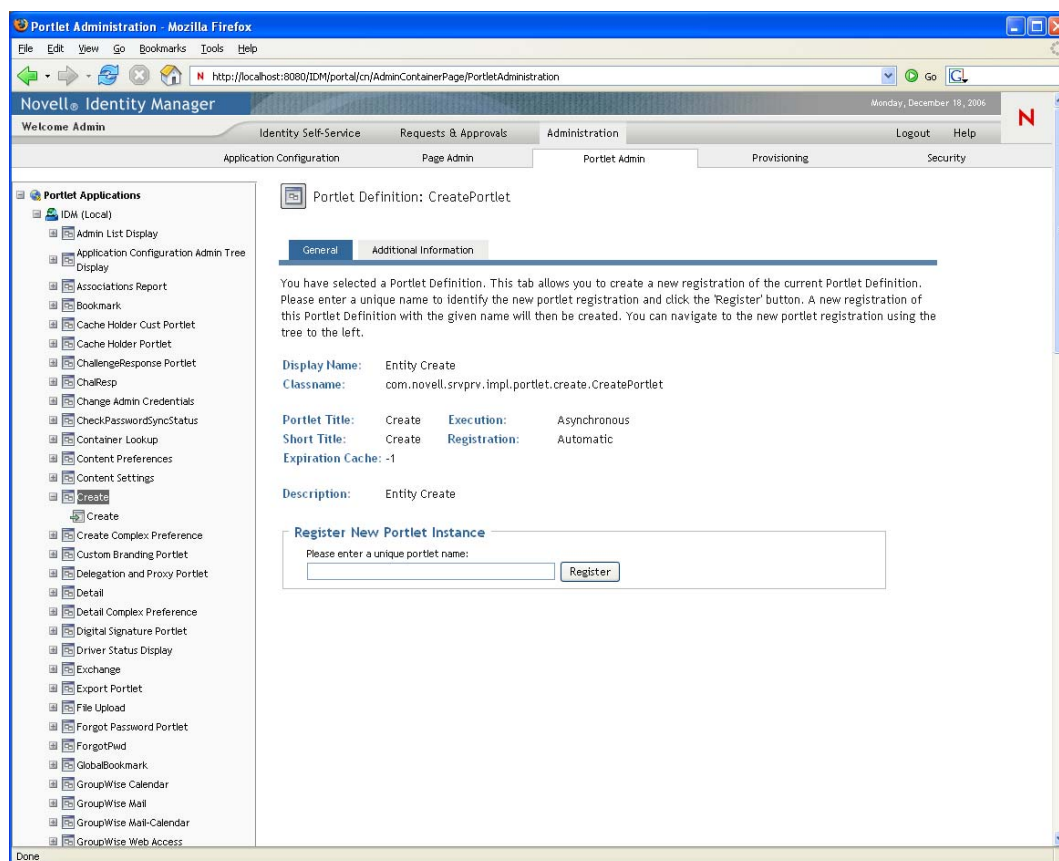 Portlet Administration - Mozilla Firefox
File Edit View Go Bookmarks Tools Help
N http://localhost:8080/IDM/portal/cn/AdminContainerPage/PortletAdministration Go G
Novell® Identity Manager Monday, December 18, 2006
N
Welcome Admin Identity Self-Service Requests & Approvals Administration Logout Help
Application Configuration Page Admin Portlet Admin Provisioning Security
Portlet Applications
IDM (Local)
Admin List Display
Application Configuration Admin Tree
Display
Associations Report
Bookmark
Cache Holder Cust Portlet
Cache Holder Portlet
ChallengeResponse Portlet
ChalResp
Change Admin Credentials
CheckPasswordSyncStatus
Container Lookup
Content Preferences
Content Settings
Create
Create
Create Complex Preference
Custom Branding Portlet
Delegation and Proxy Portlet
Detail
Detail Complex Preference
Digital Signature Portlet
Driver Status Display
Exchange
Export Portlet
File Upload
Forgot Password Portlet
ForgotPwd
GlobalBookmark
GroupWise Calendar
GroupWise Mail
GroupWise Mail-Calendar
GroupWise Web Access
Portlet Definition: CreatePortlet
General Additional Information
You have selected a Portlet Definition. This tab allows you to create a new registration of the current Portlet Definition.
Please enter a unique name to identify the new portlet registration and click the 'Register' button. A new registration of
this Portlet Definition with the given name will then be created. You can navigate to the new portlet registration using the
tree to the left.
Display Name: Entity Create
Classname: com.novell.srvprv.impl.portlet.create.CreatePortlet
Portlet Title: Create Execution: Asynchronous
Short Title: Create Registration: Automatic
Expiration Cache: -1
Description: Entity Create
Register New Portlet Instance
Please enter a unique portlet name:
Register
Done